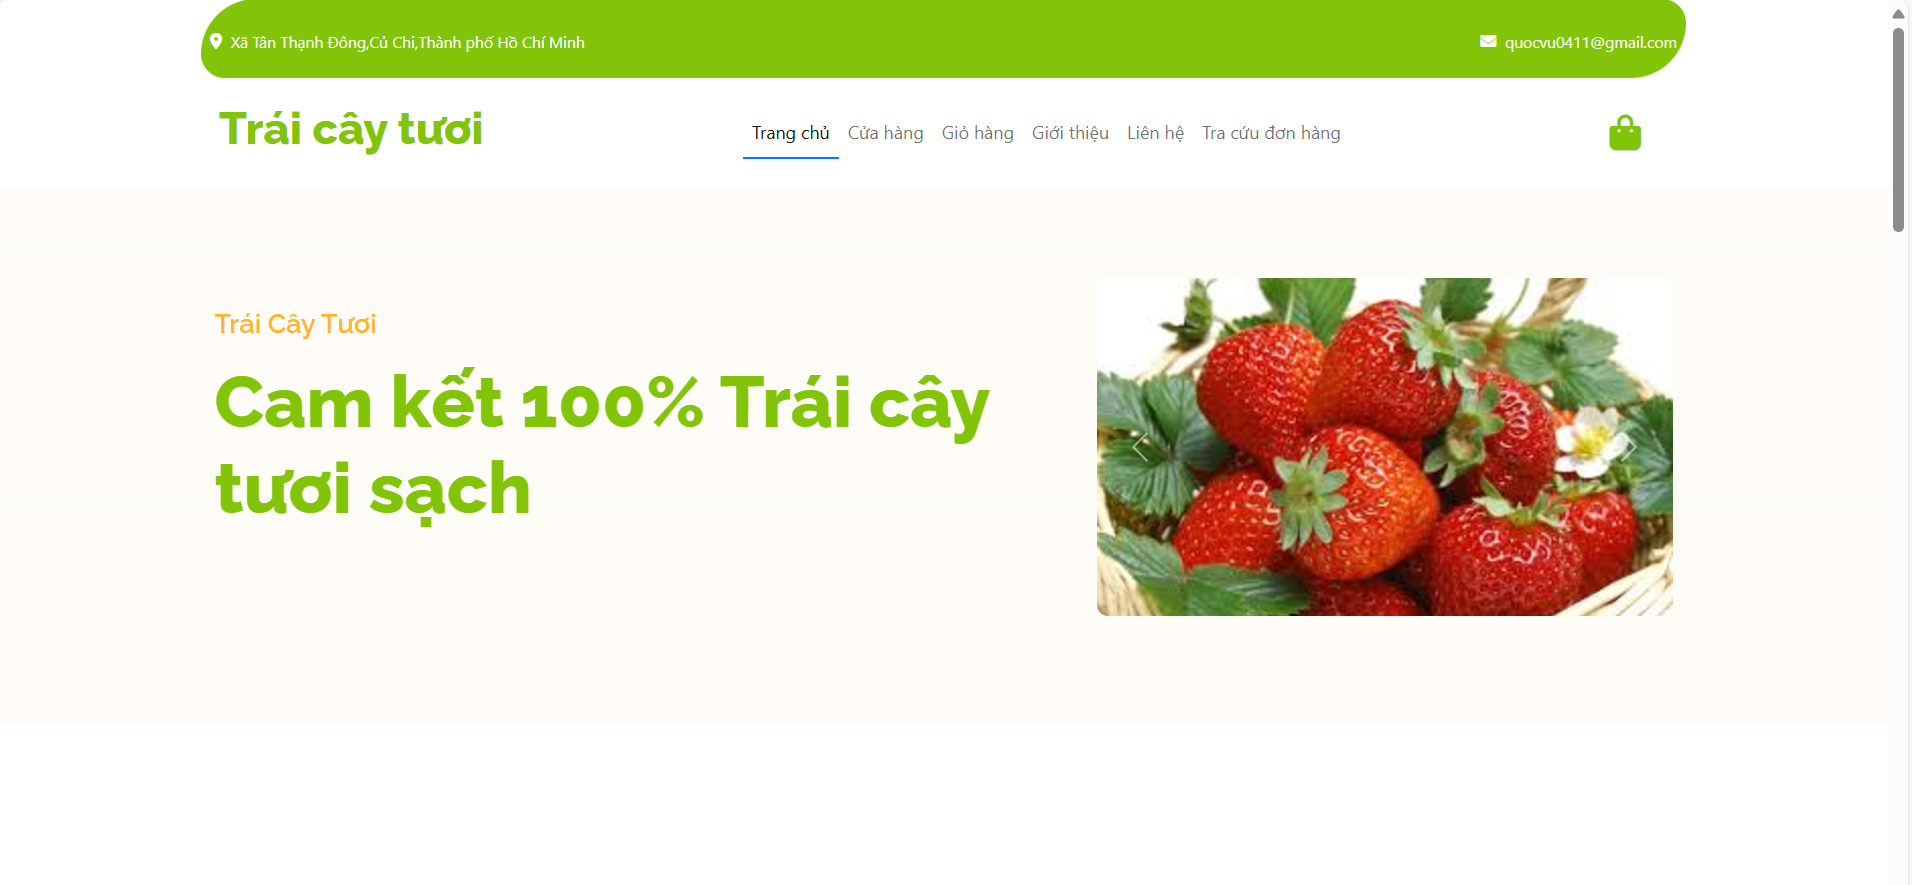 Xã Tân Thạnh Đông,Củ Chi,Thành phố Hồ Chí Minh
quocvu0411@gmail.com
Trái cây tươi
Trang chủ
Cửa hàng
Giỏ hàng
Giới thiệu
Liên hệ
Tra cứu đơn hàng
Trái Cây Tươi
Cam kết 100% Trái cây
tươi sạch